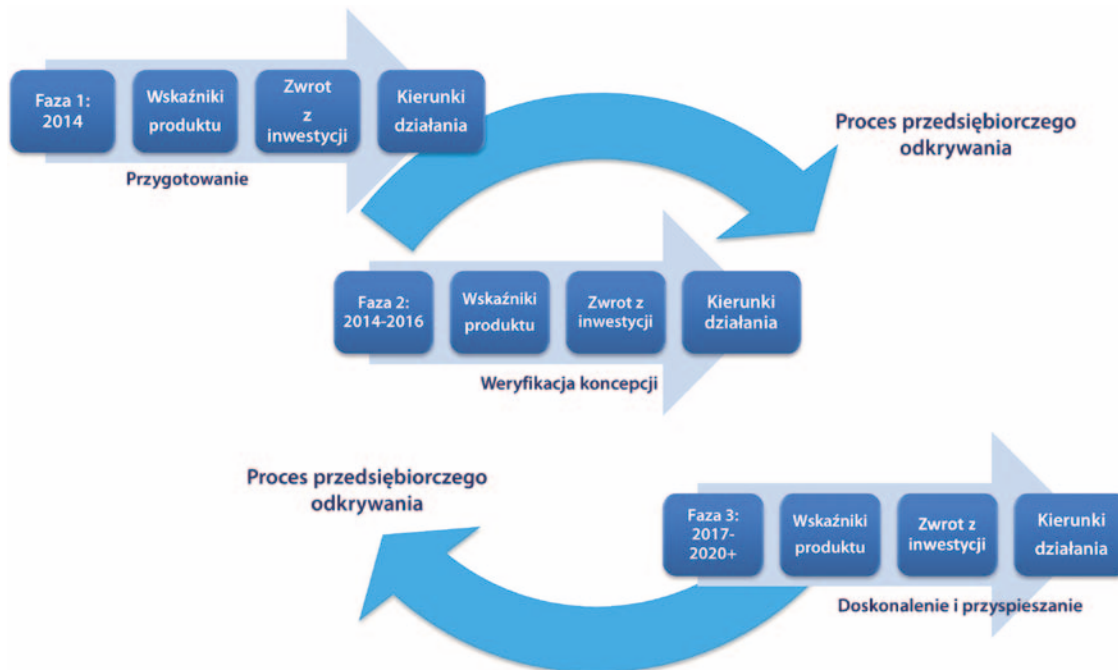 Faza 1:
2014
Wskaźniki
produktu
Zwrot
z
inwestycji
Kierunki
działania
Przygotowanie
Proces przedsiębiorczego
odkrywania
Faza 2:
2014-2016
Wskaźniki
produktu
Zwrot z
inwestycji
Kierunki
działania
Weryfikacja koncepcji
Proces przedsiębiorczego
odkrywania
Faza 3:
2017-
2020+
Wskaźniki
produktu
Zwrot z
inwestycji
Kierunki
działania
Doskonalenie i przyspieszanie